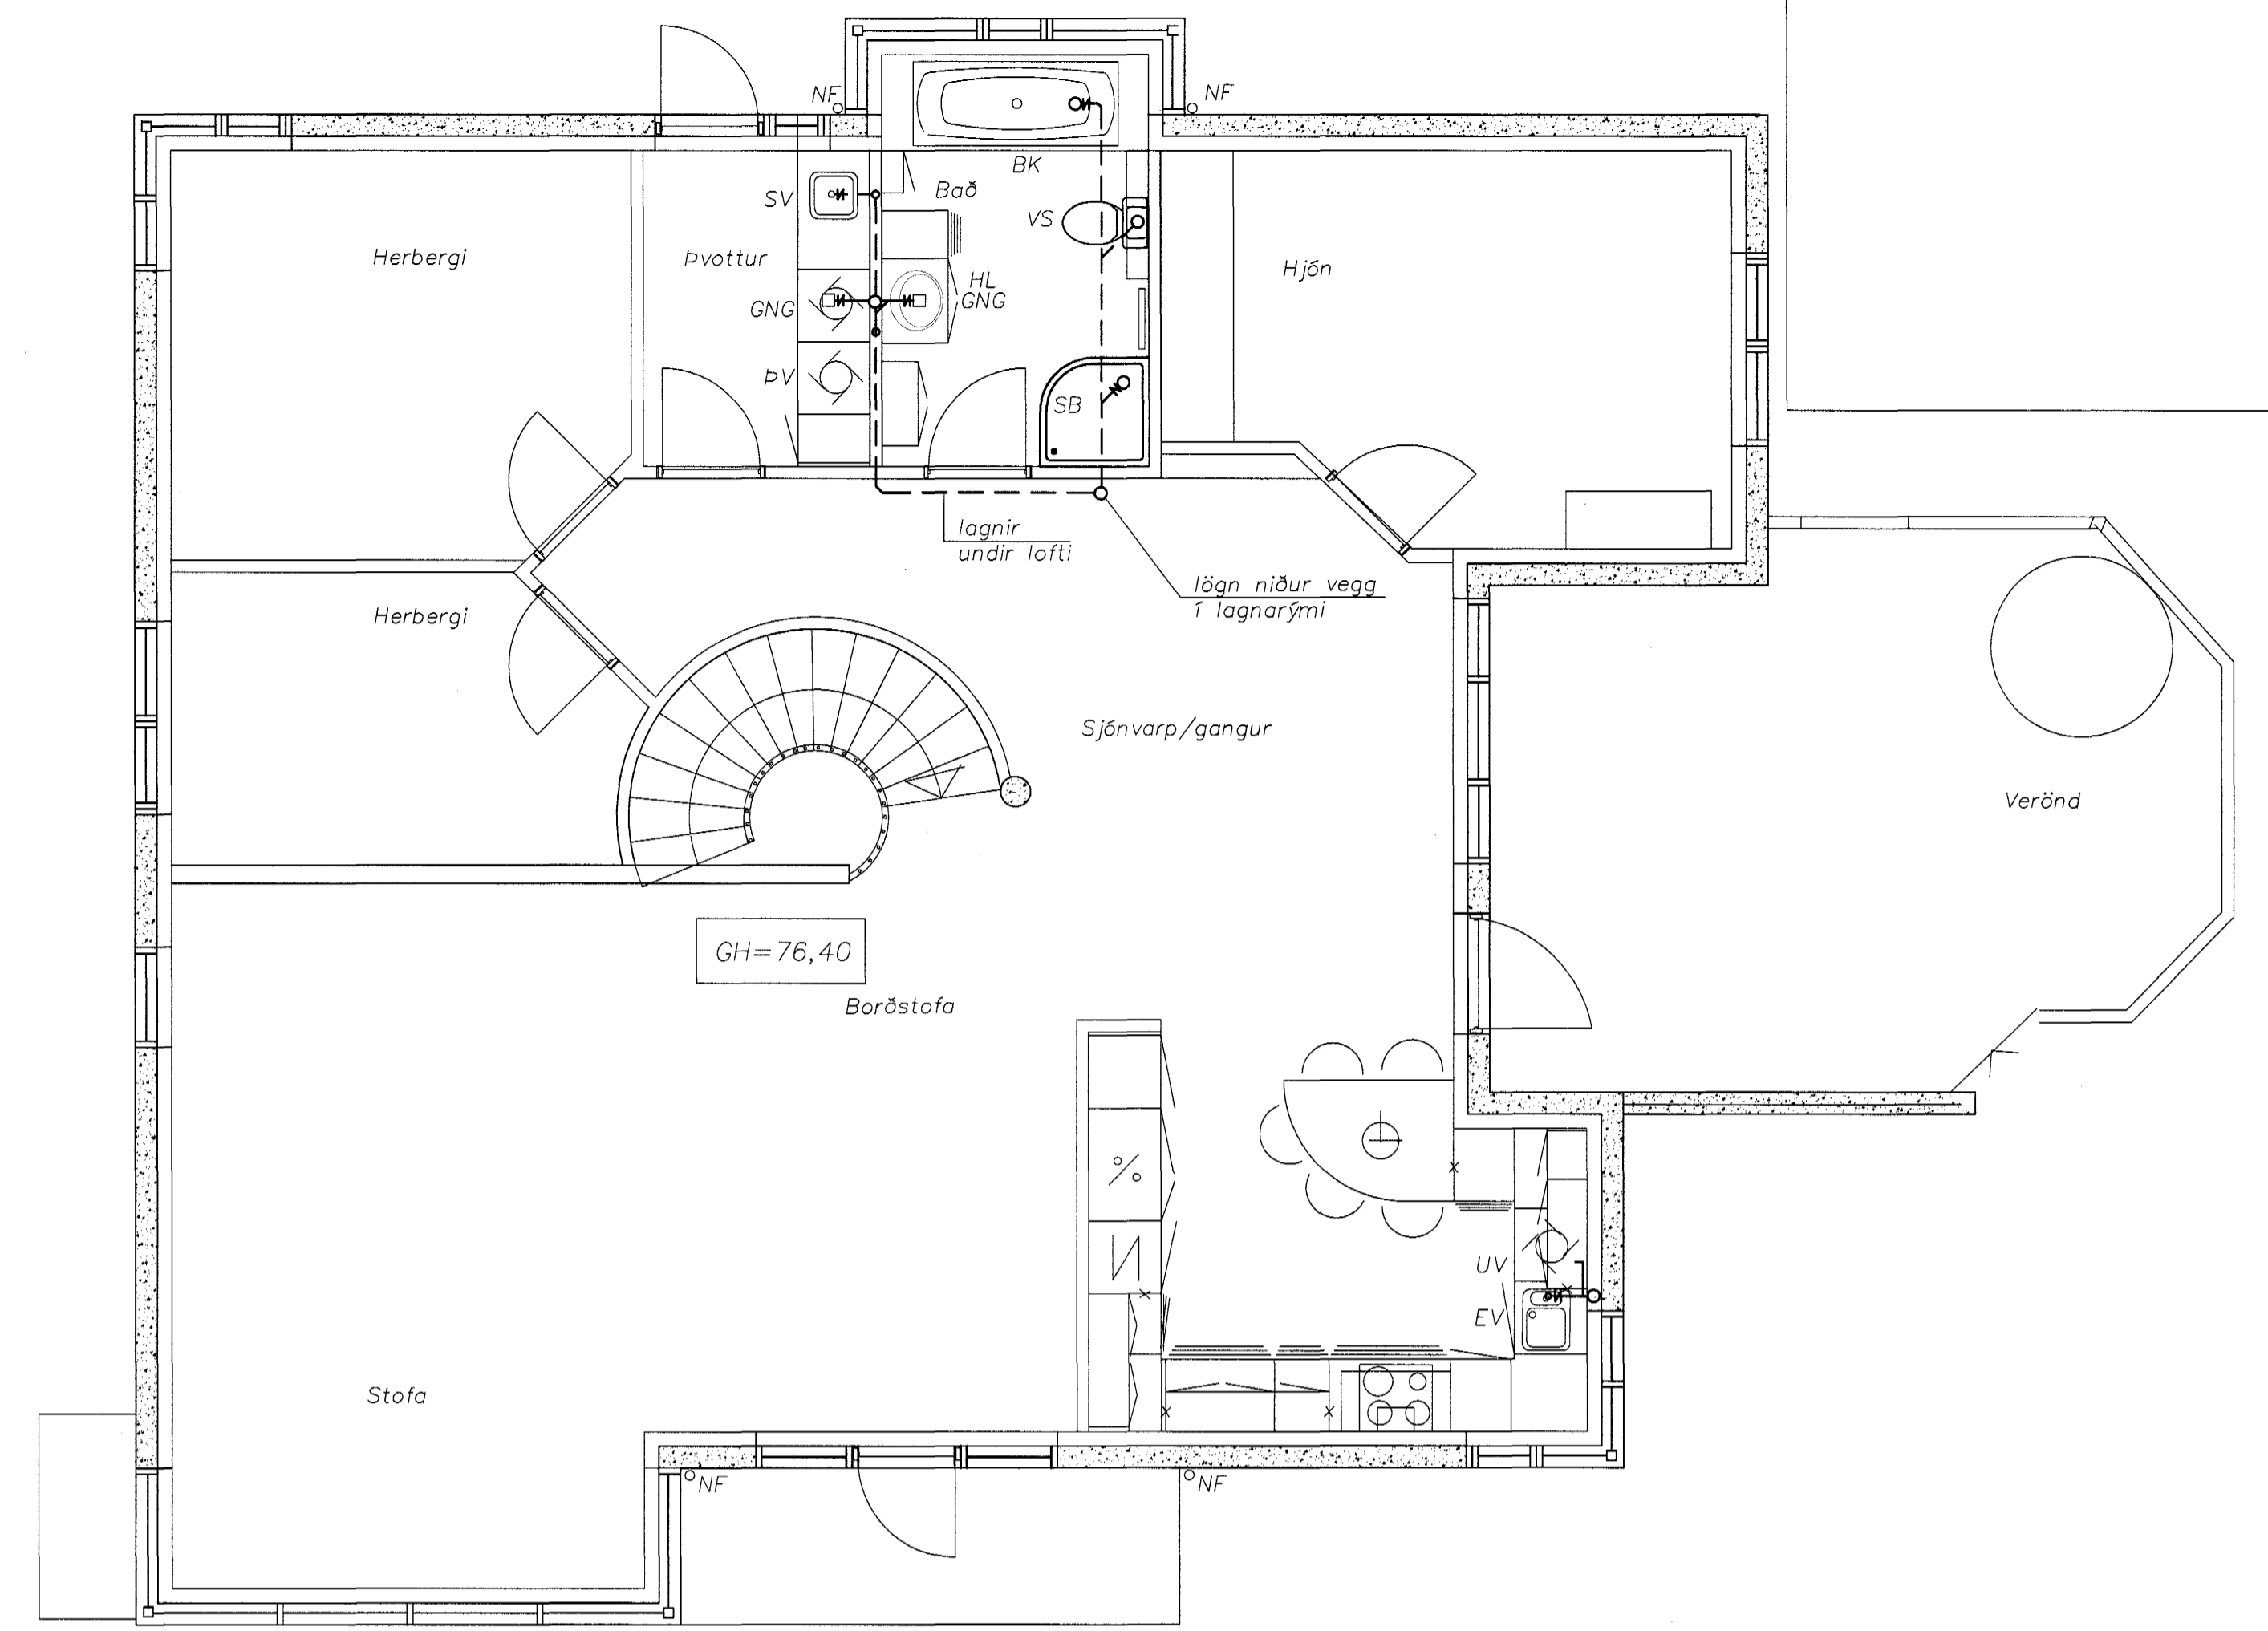 NF
NF
BK
SV
Bað
VS
Herbergi
Þvottur
Hjón
HL
GNG
GNG
ÞV
SB
lagnir
undir lofti
lögn niður vegg
í lagnarými
Herbergi
Sjónvarp/gangur
Verönd
GH=76,40
Borðstofa
UV
EV
Stofa
NF
NF